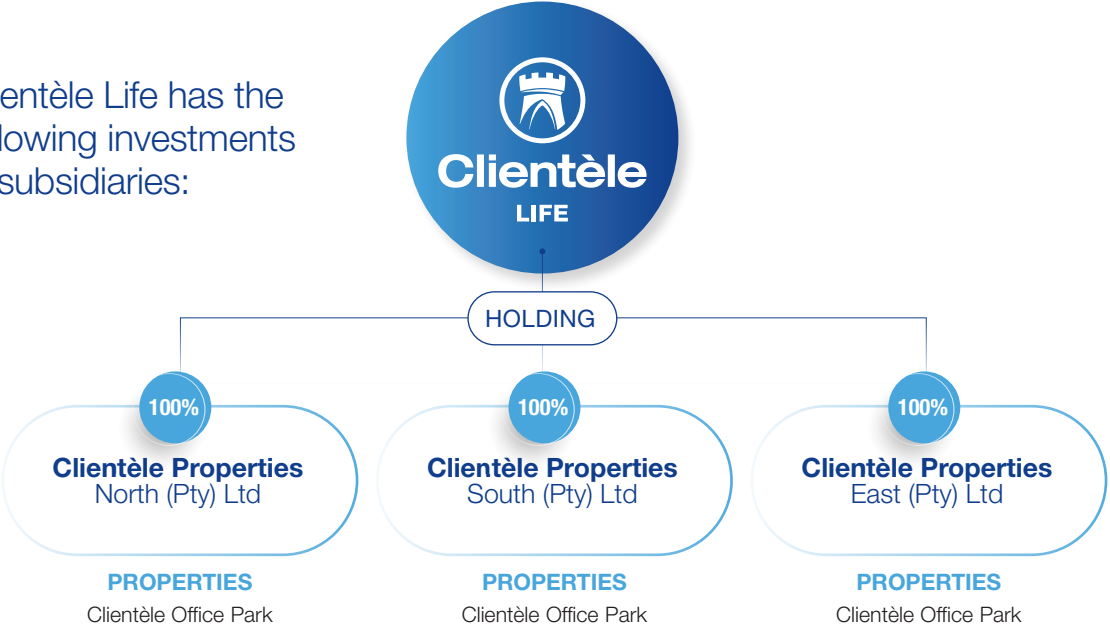 entèle Life has the
lowing investments
subsidiaries:
Clientèle
LIFE
HOLDING
100%
100%
100%
Clientèle Properties
North (Pty) Ltd
Clientèle Properties
South (Pty) Ltd
Clientèle Properties
East (Pty) Ltd
PROPERTIES
Clientèle Office Park
PROPERTIES
Clientèle Office Park
PROPERTIES
Clientèle Office Park